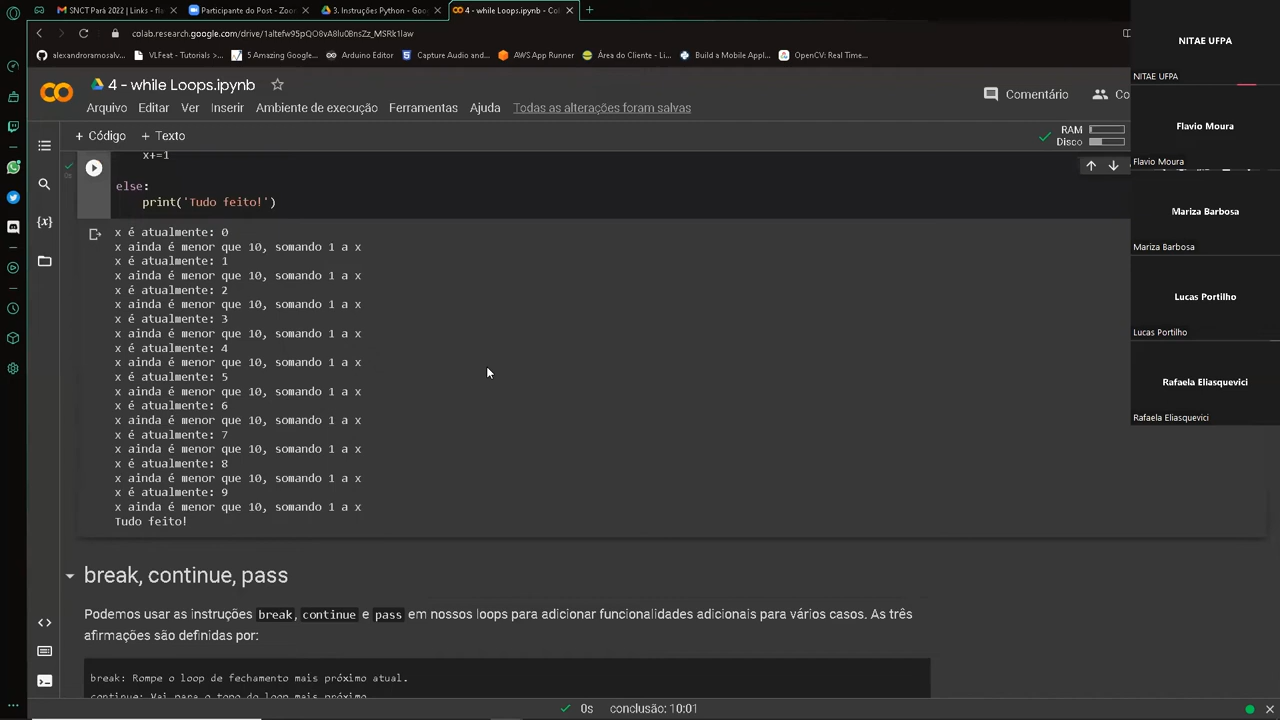 SNCT Pará 2022 | Links - fl
Participante do Post - Zoo
3. Instruções Python - Goo
4 - while Loops.ipynb - Col
colab.research.google.com/drive/
alexandroramosalv
VLFeat - Tutorials >...
5 Amazing Google...
Arduino Editor
Capture Audio and...
AWS App Runner
Área do Cliente - L...
Build a Mobile Appl...
OpenCV: Real Time...
4 - while Loops.ipynb
Arquivo Editar Ver Inserir Ambiente de execução Ferramentas Ajuda Todas as alterações foram salvas
Comentário
Co
+ Código + Texto
RAM
Disco
x+=1
0s
else:
print('Tudo feito!')
x é atualmente: 0
x ainda é menor que 10, somando 1 a x
x é atualmente: 1
x ainda é menor que 10, somando 1 a x
x é atualmente: 2
x ainda é menor que 10, somando 1 a x
x é atualmente: 3
x ainda é menor que 10, somando 1 a x
x é atualmente: 4
x ainda é menor que 10, somando 1 a x
x é atualmente: 5
x ainda é menor que 10, somando 1 a x
x é atualmente: 6
x ainda é menor que 10, somando 1 a x
x é atualmente: 7
x ainda é menor que 10, somando 1 a x
x é atualmente: 8
x ainda é menor que 10, somando 1 a x
x é atualmente: 9
x ainda é menor que 10, somando 1 a x
Tudo feito!
break, continue, pass
Podemos usar as instruções break, continue e pass em nossos loops para adicionar funcionalidades adicionais para vários casos. As três
afirmações são definidas por:
break: Rompe o loop de fechamento mais próximo atual.
continue: Vai para o topo do loop mais próximo
0s conclusão: 10:01
NITAE UFPA
NITAE UFPA
Flavio Moura
Flavio Moura
Mariza Barbosa
Mariza Barbosa
Lucas Portilho
Lucas Portilho
Rafaela Eliasquevici
Rafaela Eliasquevici